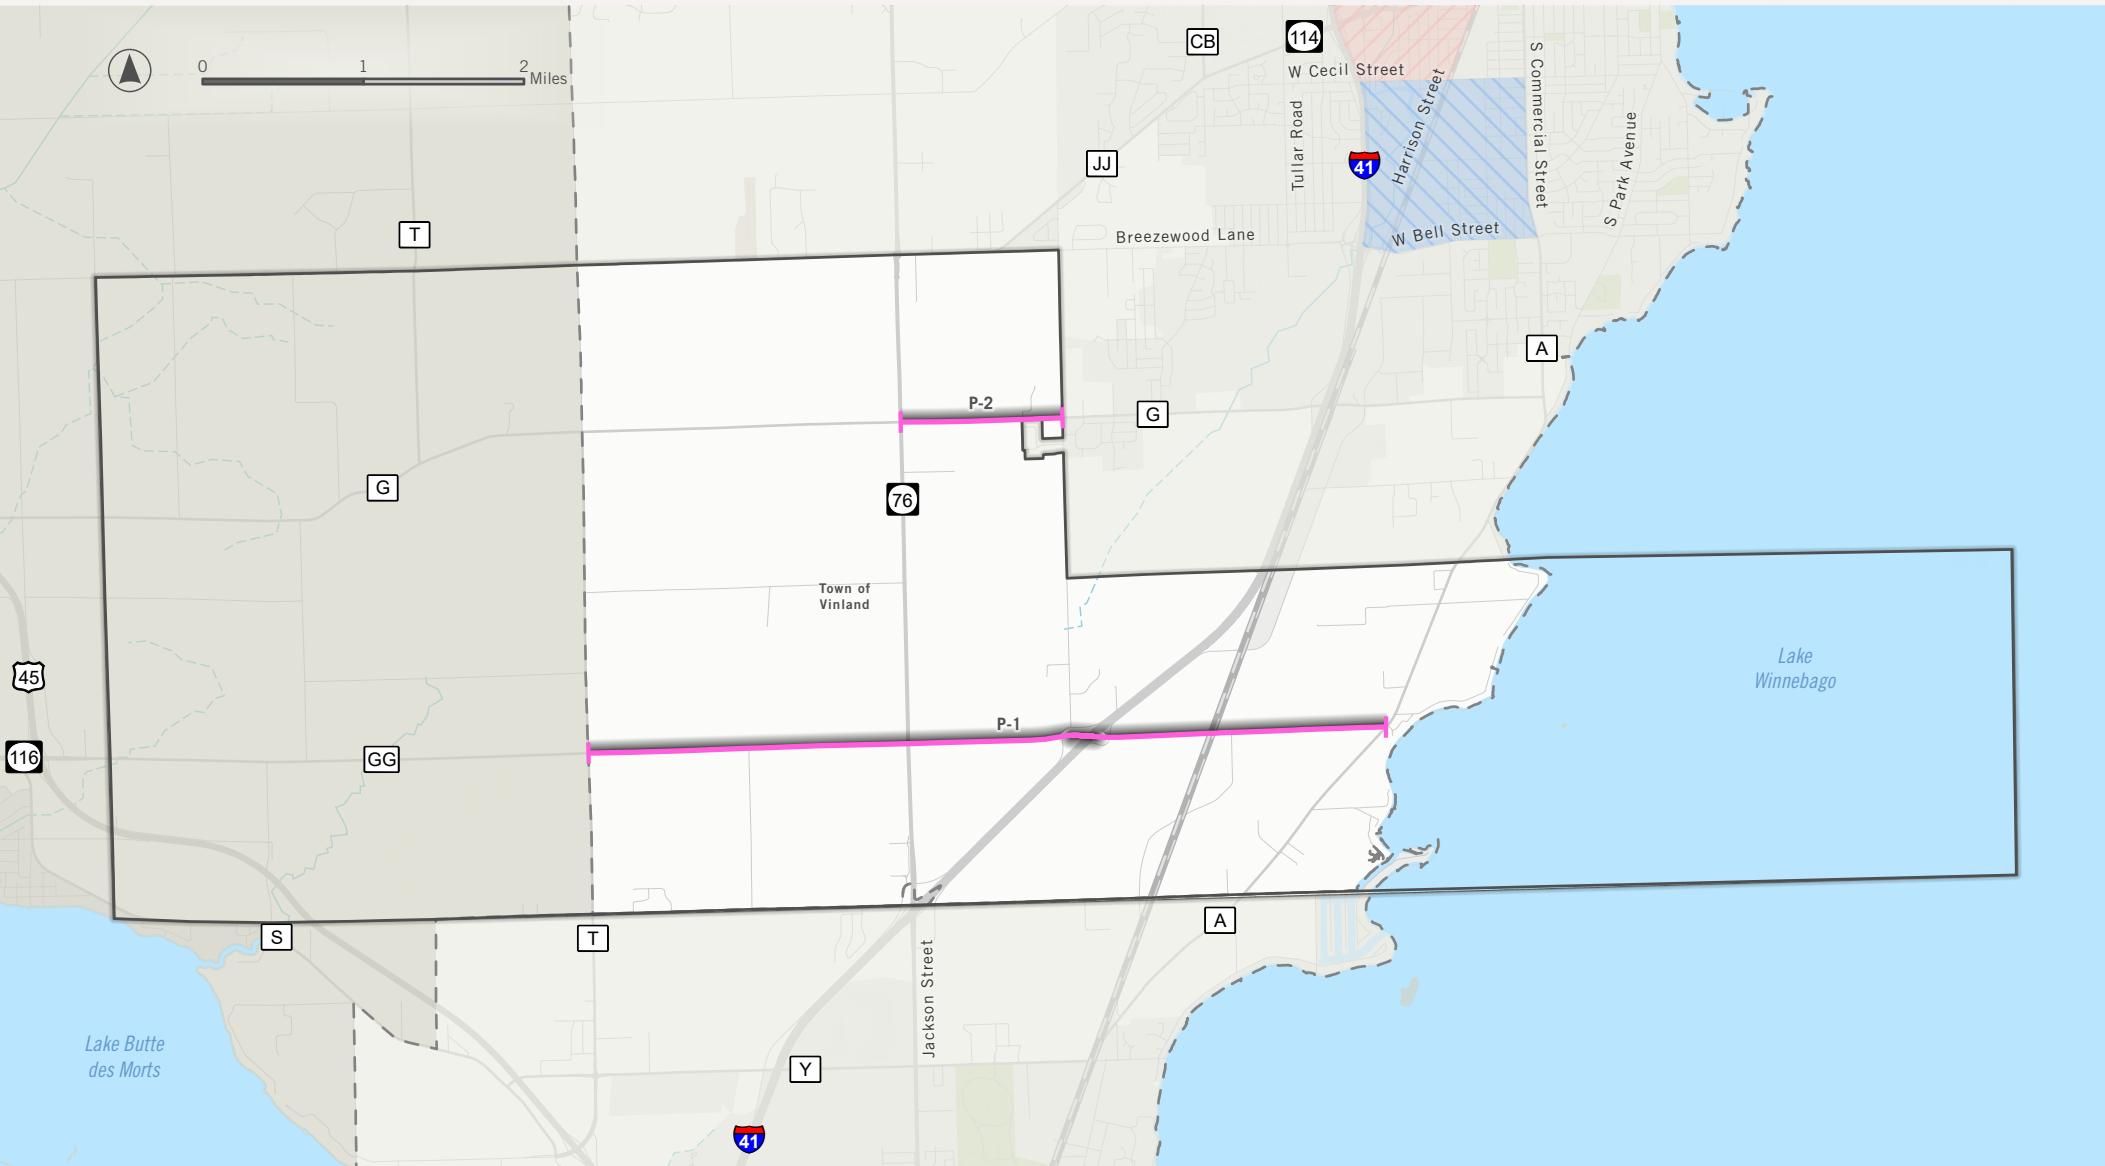 CB
114
W Cecil Street
0 1 2 Miles
Tullar Road
Harrison Street
S Commercial Street
S Park Avenue
JJ
41
T
Breezewood Lane
W Bell Street
A
P-2
G
G
76
Town of
Vinland
45
Lake
Winnebago
P-1
116
GG
S
T
A
Jackson Street
Lake Butte
des Morts
Y
41